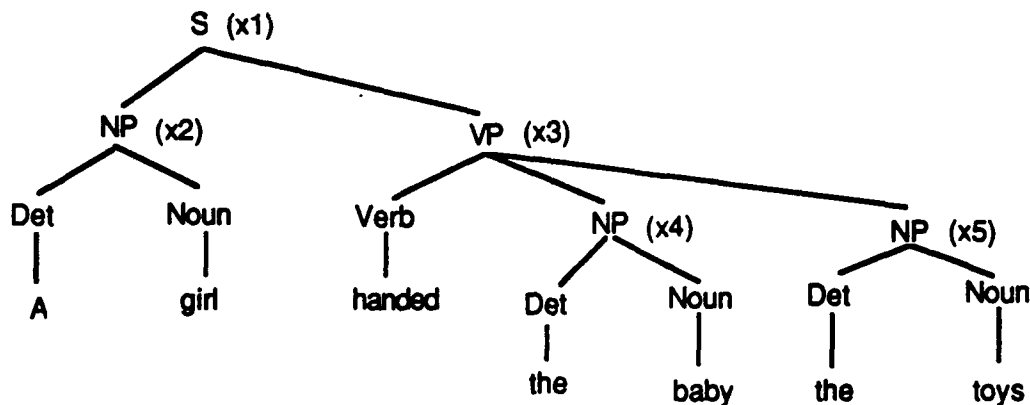 S (x1)
NP (x2) VP (x3)
Det Noun Verb NP (x4) NP (x5)
A girl handed Det Noun Det Noun
the baby the toys